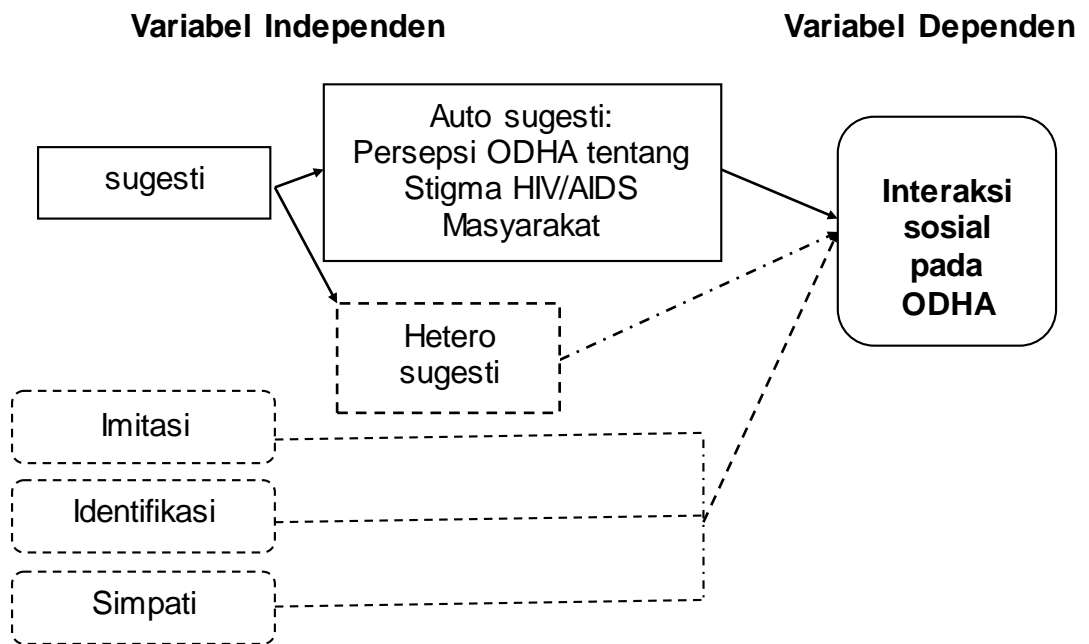 Variabel Independen
Variabel Dependen
sugesti
Auto sugesti:
Persepsi ODHA tentang
Stigma HIV/AIDS
Masyarakat
Interaksi
sosial
pada
ODHA
Hetero
sugesti
Imitasi
Identifikasi
Simpati